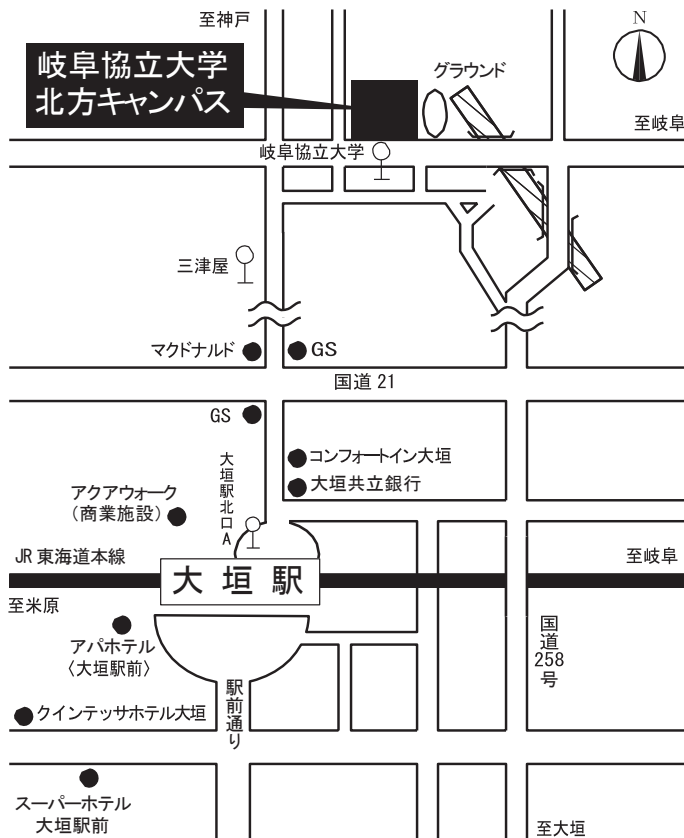 至神戸
N
岐阜協立大学
北方キャンパス
グラウンド
至岐阜
岐阜協立大学
三津屋
マクドナルド
GS
国道 21
GS
大垣駅北口A
コンフォートイン大垣
大垣共立銀行
アクアウォーク
（商業施設）
JR 東海道本線
至岐阜
大垣駅
至米原
アパホテル
〈大垣駅前〉
国道258号
駅前通り
クインテッサホテル大垣
スーパーホテル
大垣駅前
至大垣